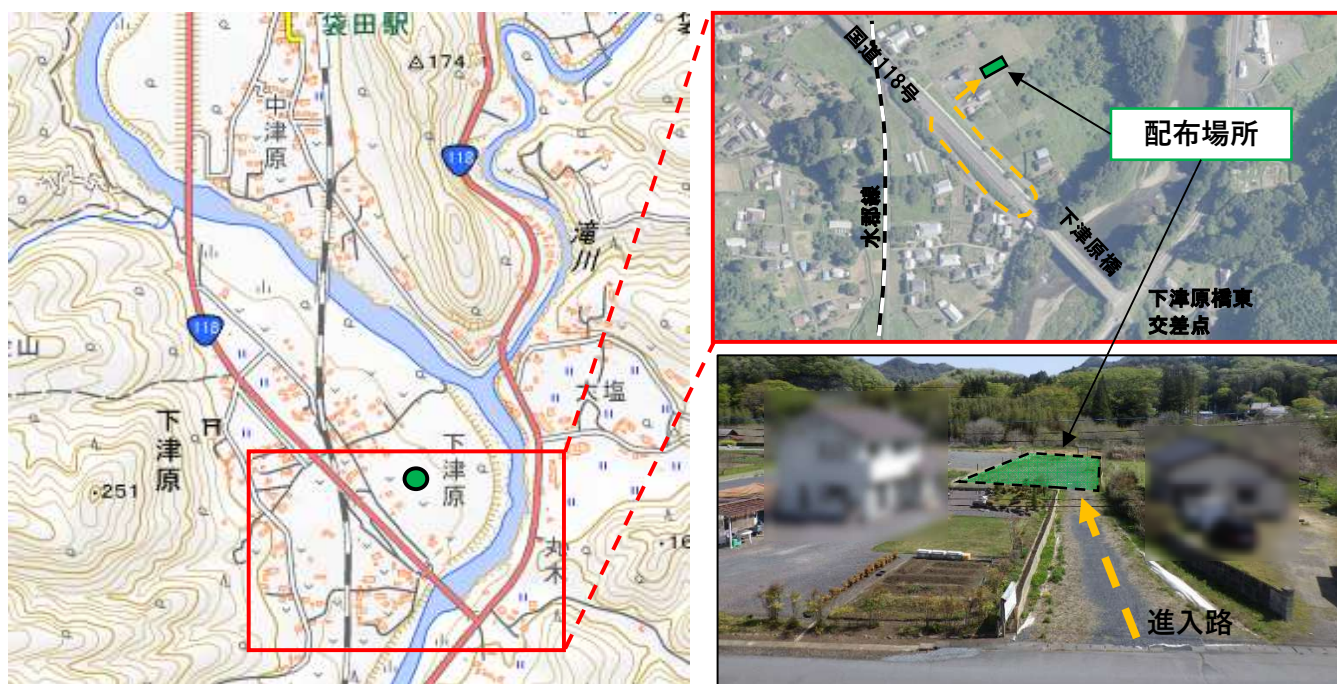 袋田駅
△174.1
中津原
118
滝川
118
山
大塩
下津原
下津原
・251
丸木
国道118号
配布場所
水郡線
下津原橋
下津原橋東
交差点
進入路